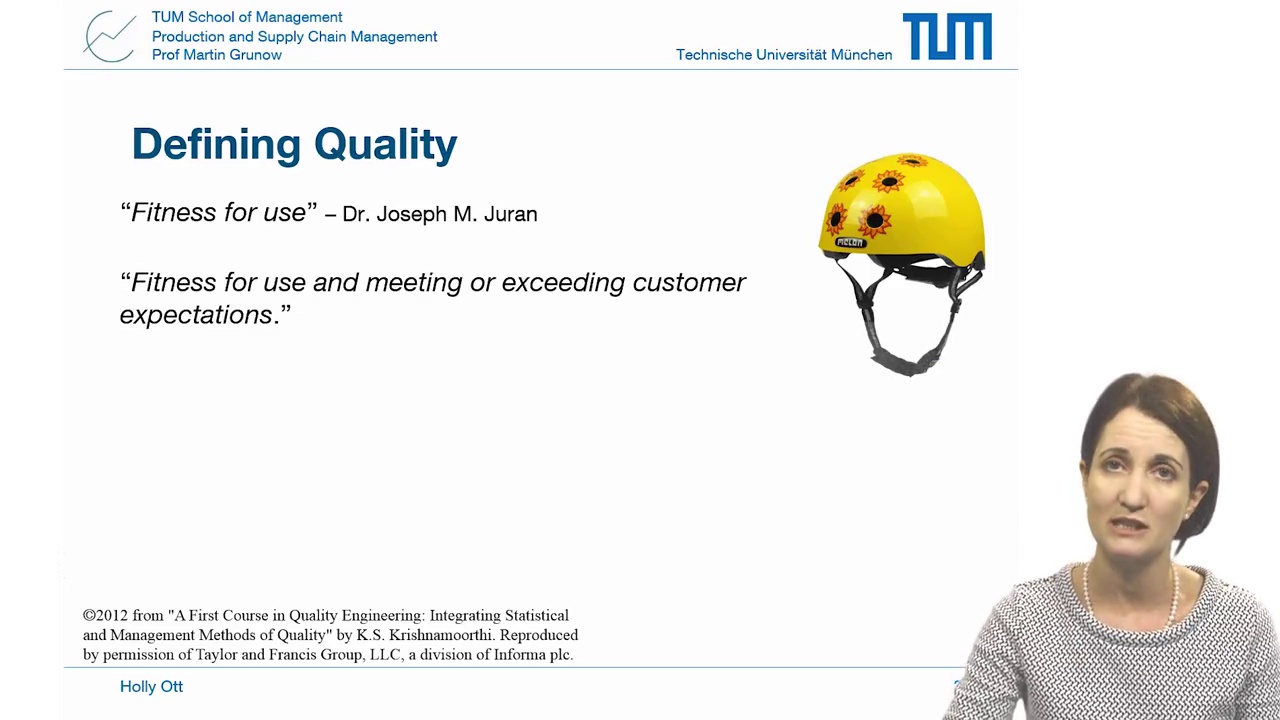 TUM School of Management
Production and Supply Chain Management
Prof Martin Grunow
Technische Universität München
TUM
Defining Quality
“Fitness for use” – Dr. Joseph M. Juran
“Fitness for use and meeting or exceeding customer
expectations.”
MELON
©2012 from "A First Course in Quality Engineering: Integrating Statistical
and Management Methods of Quality" by K.S. Krishnamoorthi. Reproduced
by permission of Taylor and Francis Group, LLC, a division of Informa plc.
Holly Ott